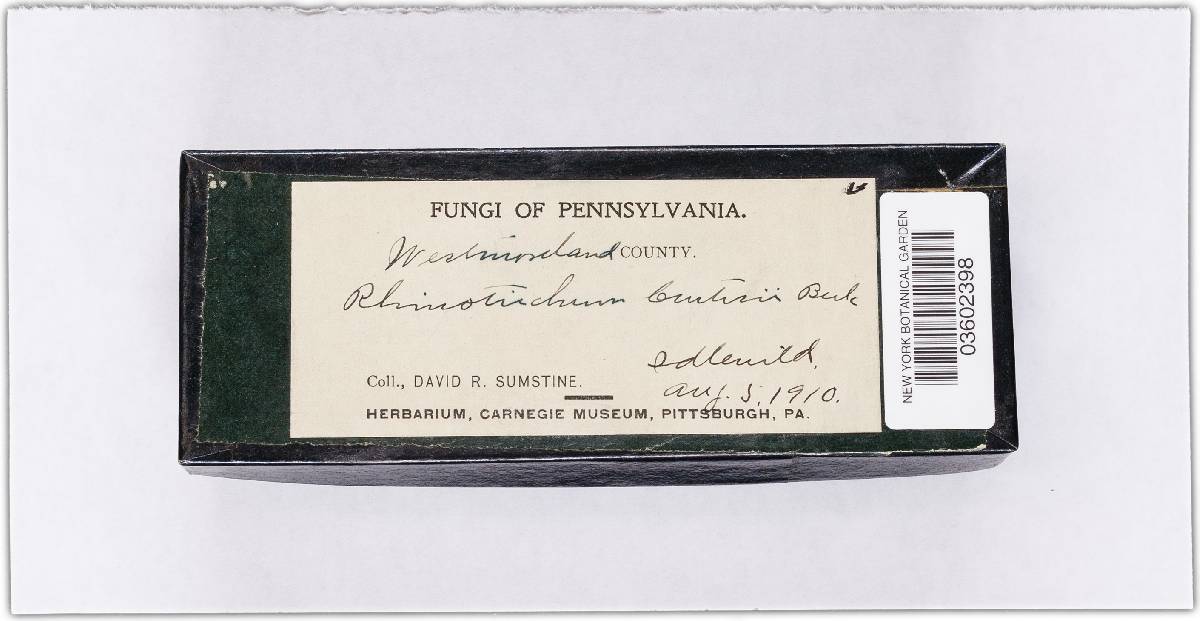 FUNGI OF PENNSYLVANIA.
Westmoreland COUNTY.
Rhinotrichum Curtisii Berk
Idlewild,
Coll., DAVID R. SUMSTINE.
Aug. 5, 1910.
HERBARIUM, CARNEGIE MUSEUM, PITTSBURGH, PA.
NEW YORK BOTANICAL GARDEN
03602398